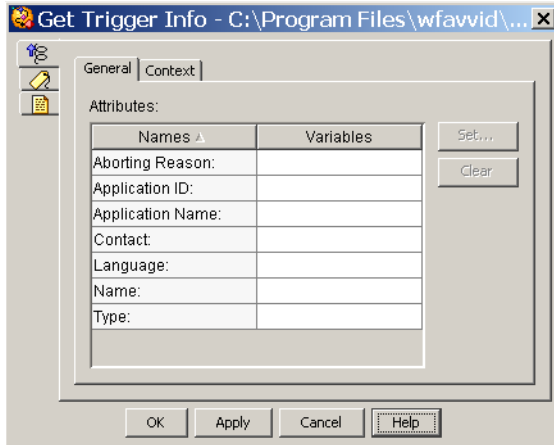 Get Trigger Info - C:\Program Files\wfavvid\...
General Context
Attributes:
Names Variables
Set...
Aborting Reason:
Clear
Application ID:
Application Name:
Contact:
Language:
Name:
Type:
OK Apply Cancel Help